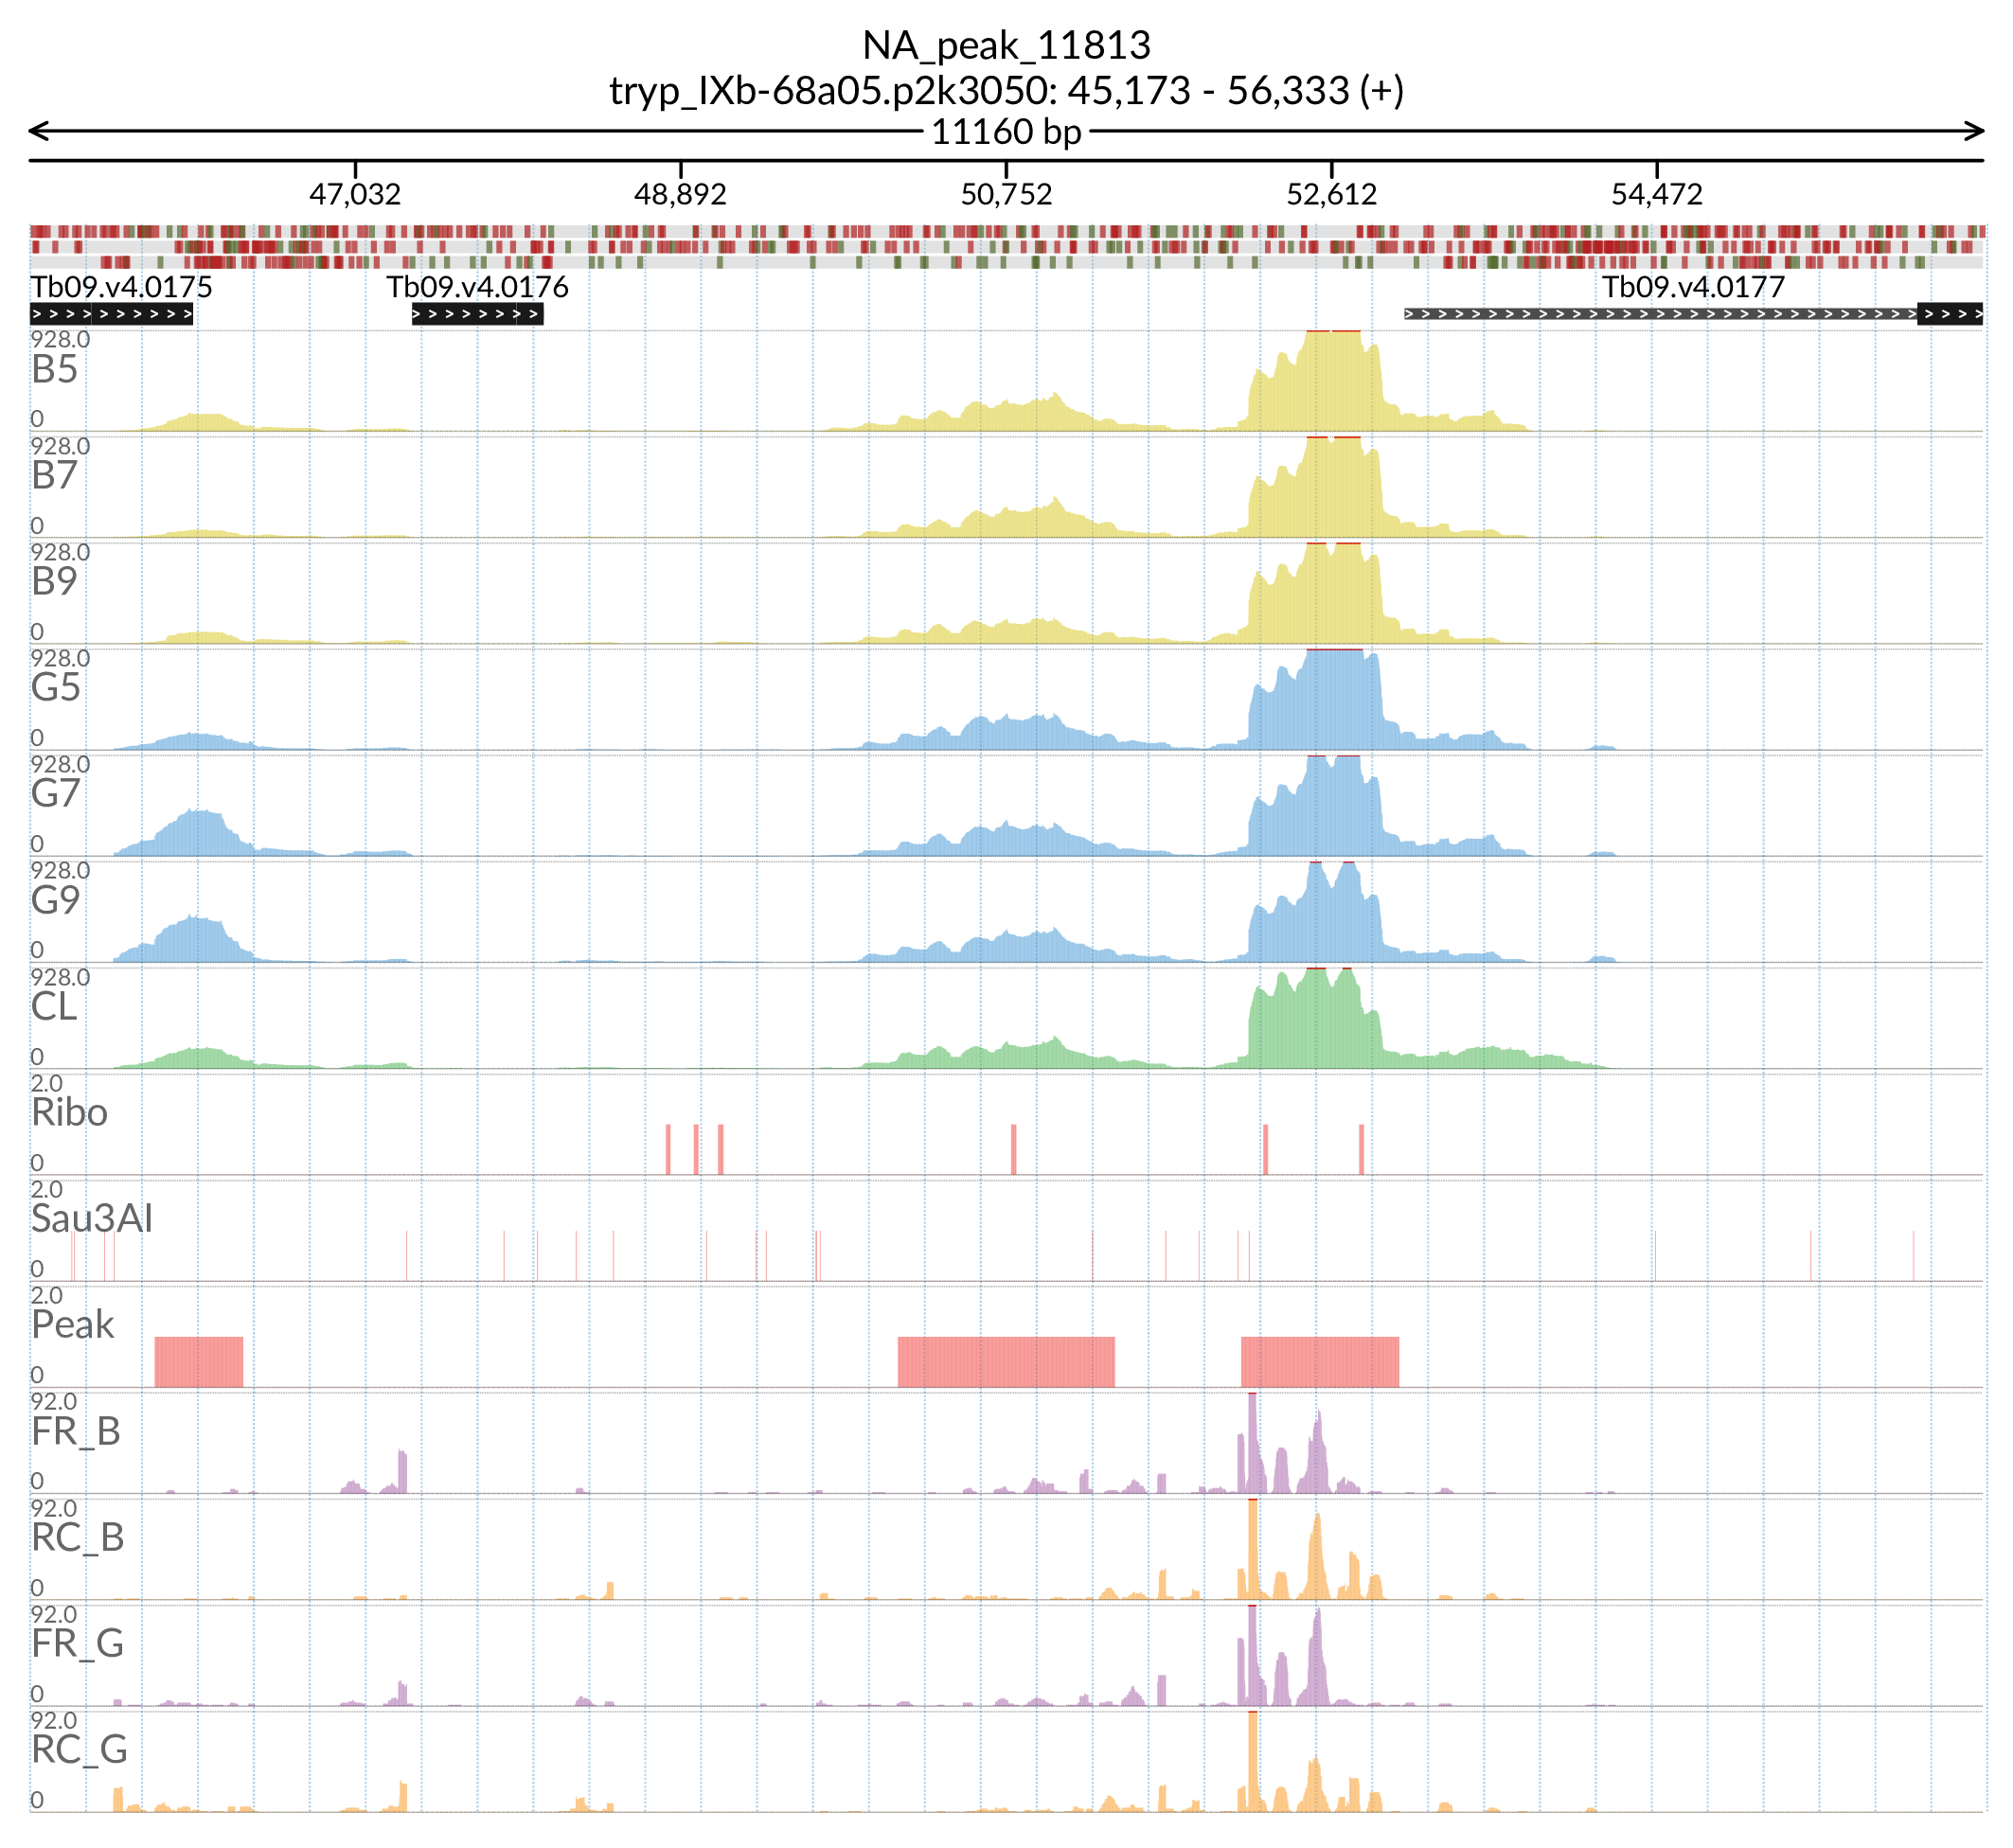 NA_peak_11813
tryp_IXb-68a05.p2k3050: 45,173 - 56,333 (+)
11160 bp
47,032 48,892 50,752 52,612 54,472
Tb09.v4.0175 Tb09.v4.0176 Tb09.v4.0177
928.0
B5
0
928.0
B7
0
928.0
B9
0
928.0
G5
0
928.0
G7
0
928.0
G9
0
928.0
CL
0
2.0
Ribo
0
2.0
Sau3AI
0
2.0
Peak
0
92.0
FR_B
0
92.0
RC_B
0
92.0
FR_G
0
92.0
RC_G
0